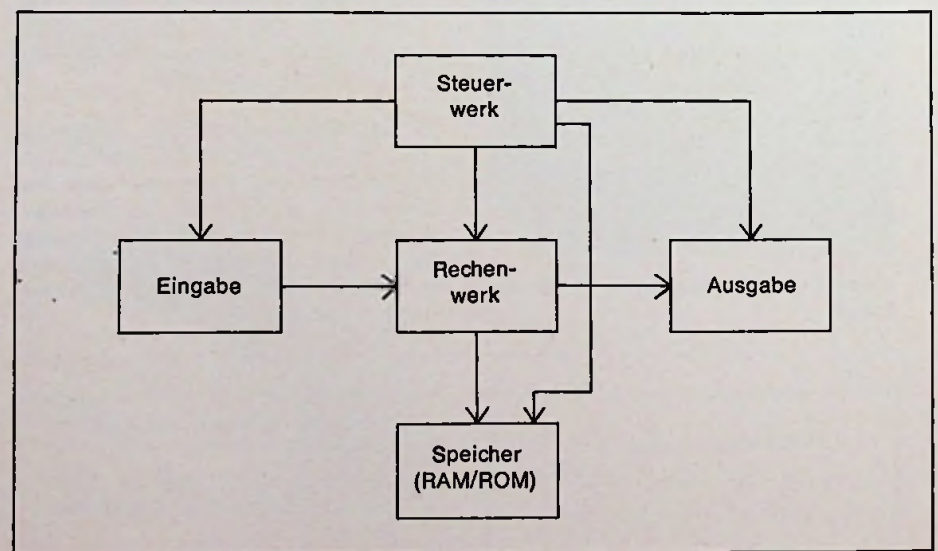 Steuer-
werk
Eingabe
Rechen-
werk
Ausgabe
Speicher
(RAM/ROM)